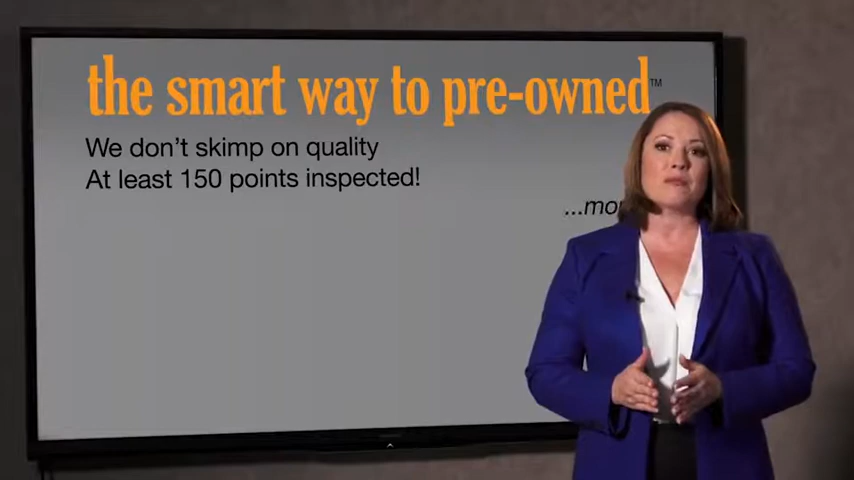 the smart way to pre-owned™
We don't skimp on quality
At least 150 points inspected!